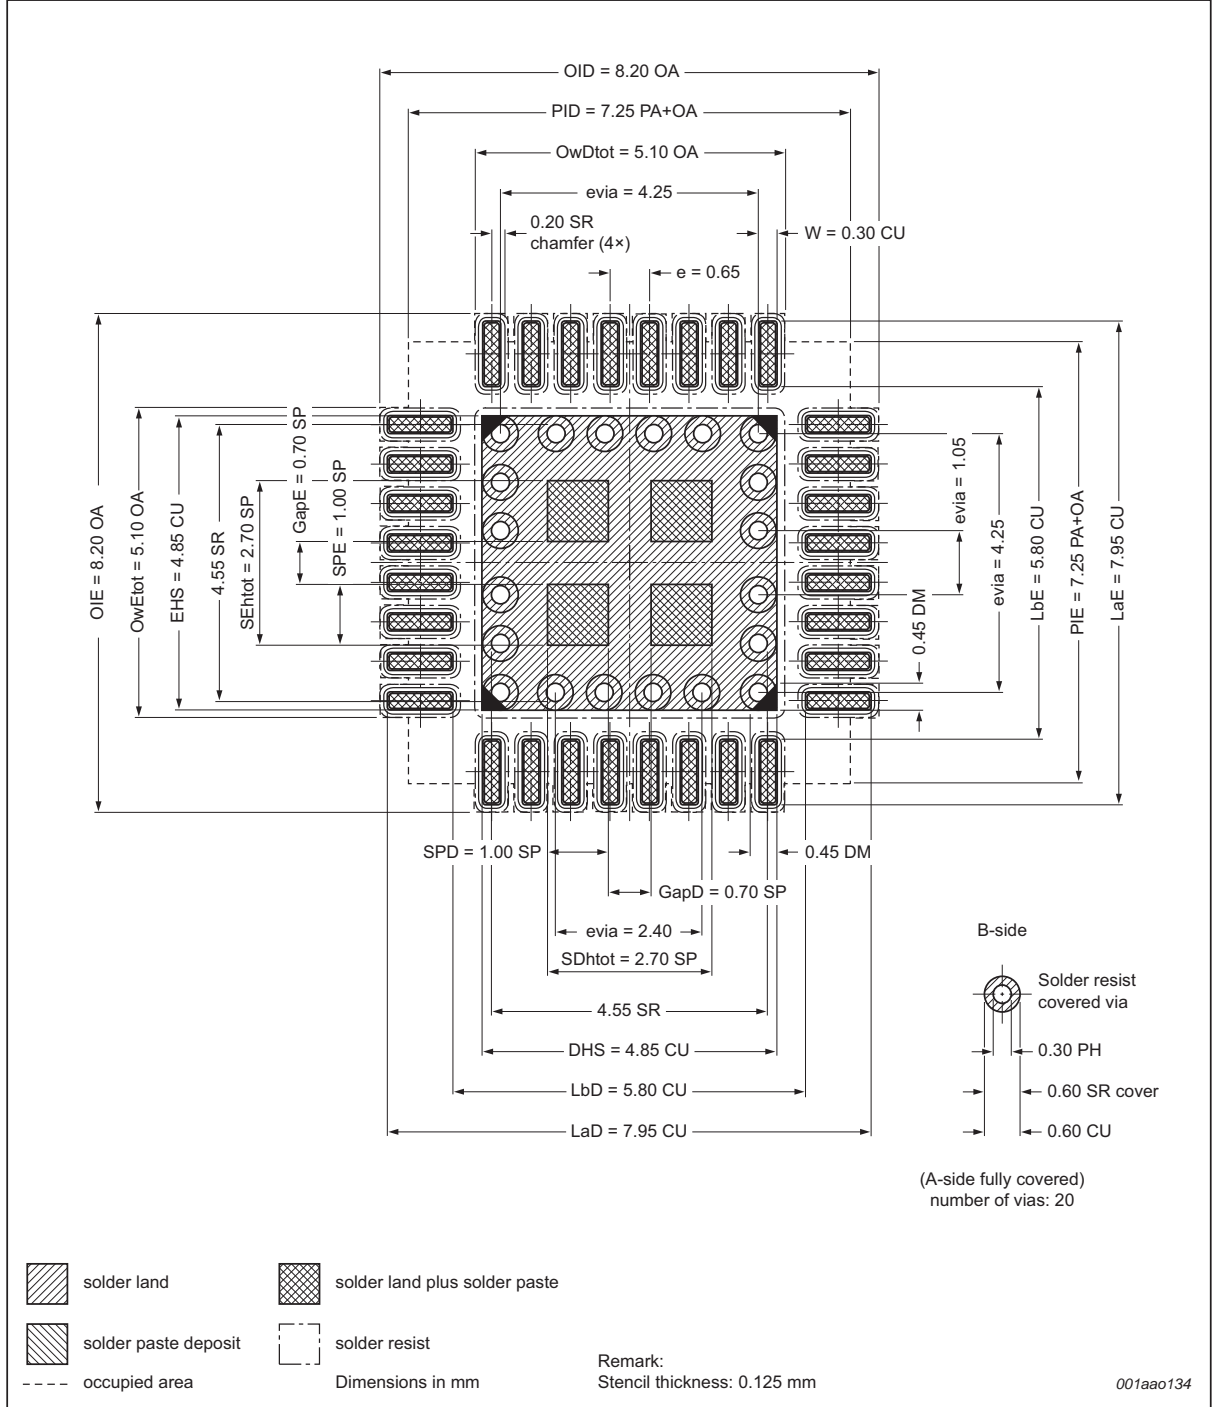 OID = 8.20 OA
PID = 7.25 PA+OA
OwDtot = 5.10 OA
evia = 4.25
0.20 SR
chamfer (4×)
W = 0.30 CU
e = 0.65
OIE = 8.20 OA
OwEtot = 5.10 OA
EHS = 4.85 CU
4.55 SR
SEhtot = 2.70 SP
GapE = 0.70 SP
SPE = 1.00 SP
evia = 1.05
0.45 DM
evia = 4.25
LbE = 5.80 CU
PIE = 7.25 PA+OA
LaE = 7.95 CU
SPD = 1.00 SP
0.45 DM
GapD = 0.70 SP
evia = 2.40
SDhtot = 2.70 SP
4.55 SR
DHS = 4.85 CU
LbD = 5.80 CU
LaD = 7.95 CU
B-side
Solder resist
covered via
0.30 PH
0.60 SR cover
0.60 CU
(A-side fully covered)
number of vias: 20
solder land
solder land plus solder paste
solder paste deposit
solder resist
occupied area
Dimensions in mm
Remark:
Stencil thickness: 0.125 mm
001aao134